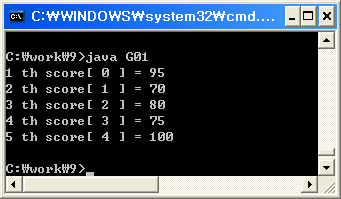 C:₩WINDOWS₩system32₩cmd....
C:₩work₩9>java G01
1 th score[ 0 ] = 95
2 th score[ 1 ] = 70
3 th score[ 2 ] = 80
4 th score[ 3 ] = 75
5 th score[ 4 ] = 100
C:₩work₩9>